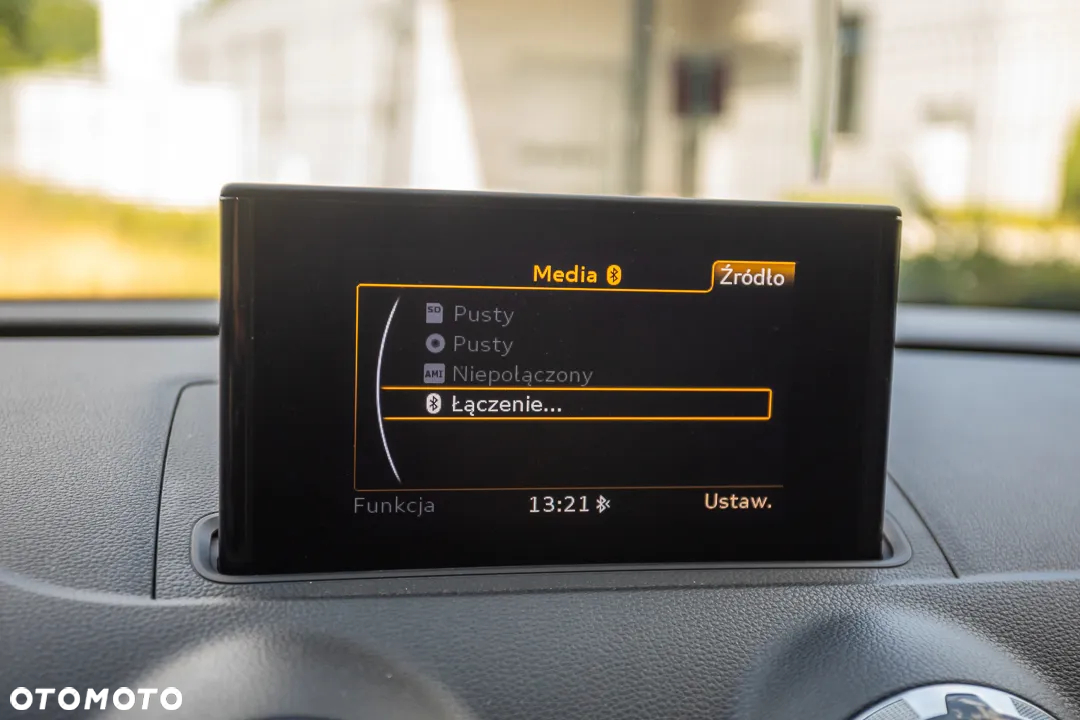 Media
Źródło
SD Pusty
Pusty
AMI Niepołączony
Łączenie...
Funkcja 13:21 Ustaw.
OTOMOTO